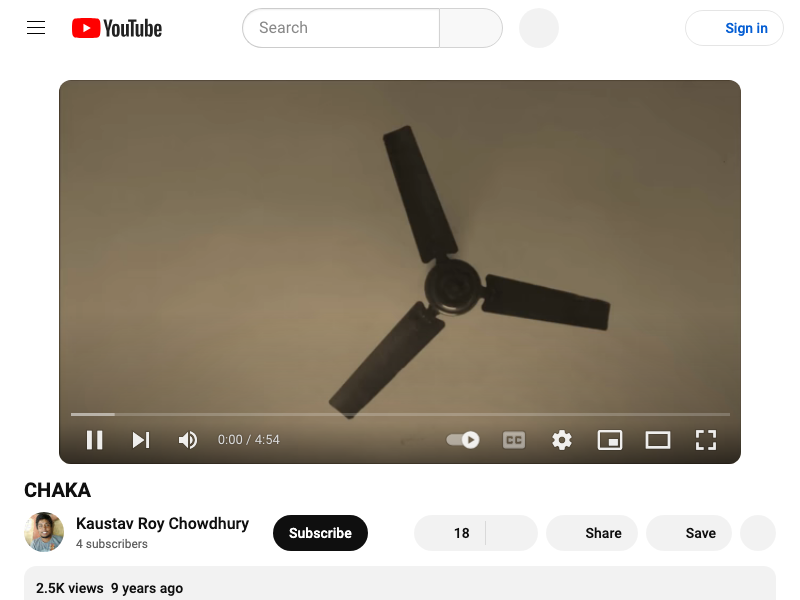 YouTube
Search
Sign in
0:00 / 4:54
CC
CHAKA
Kaustav Roy Chowdhury
4 subscribers
Subscribe
18
Share
Save
2.5K views 9 years ago